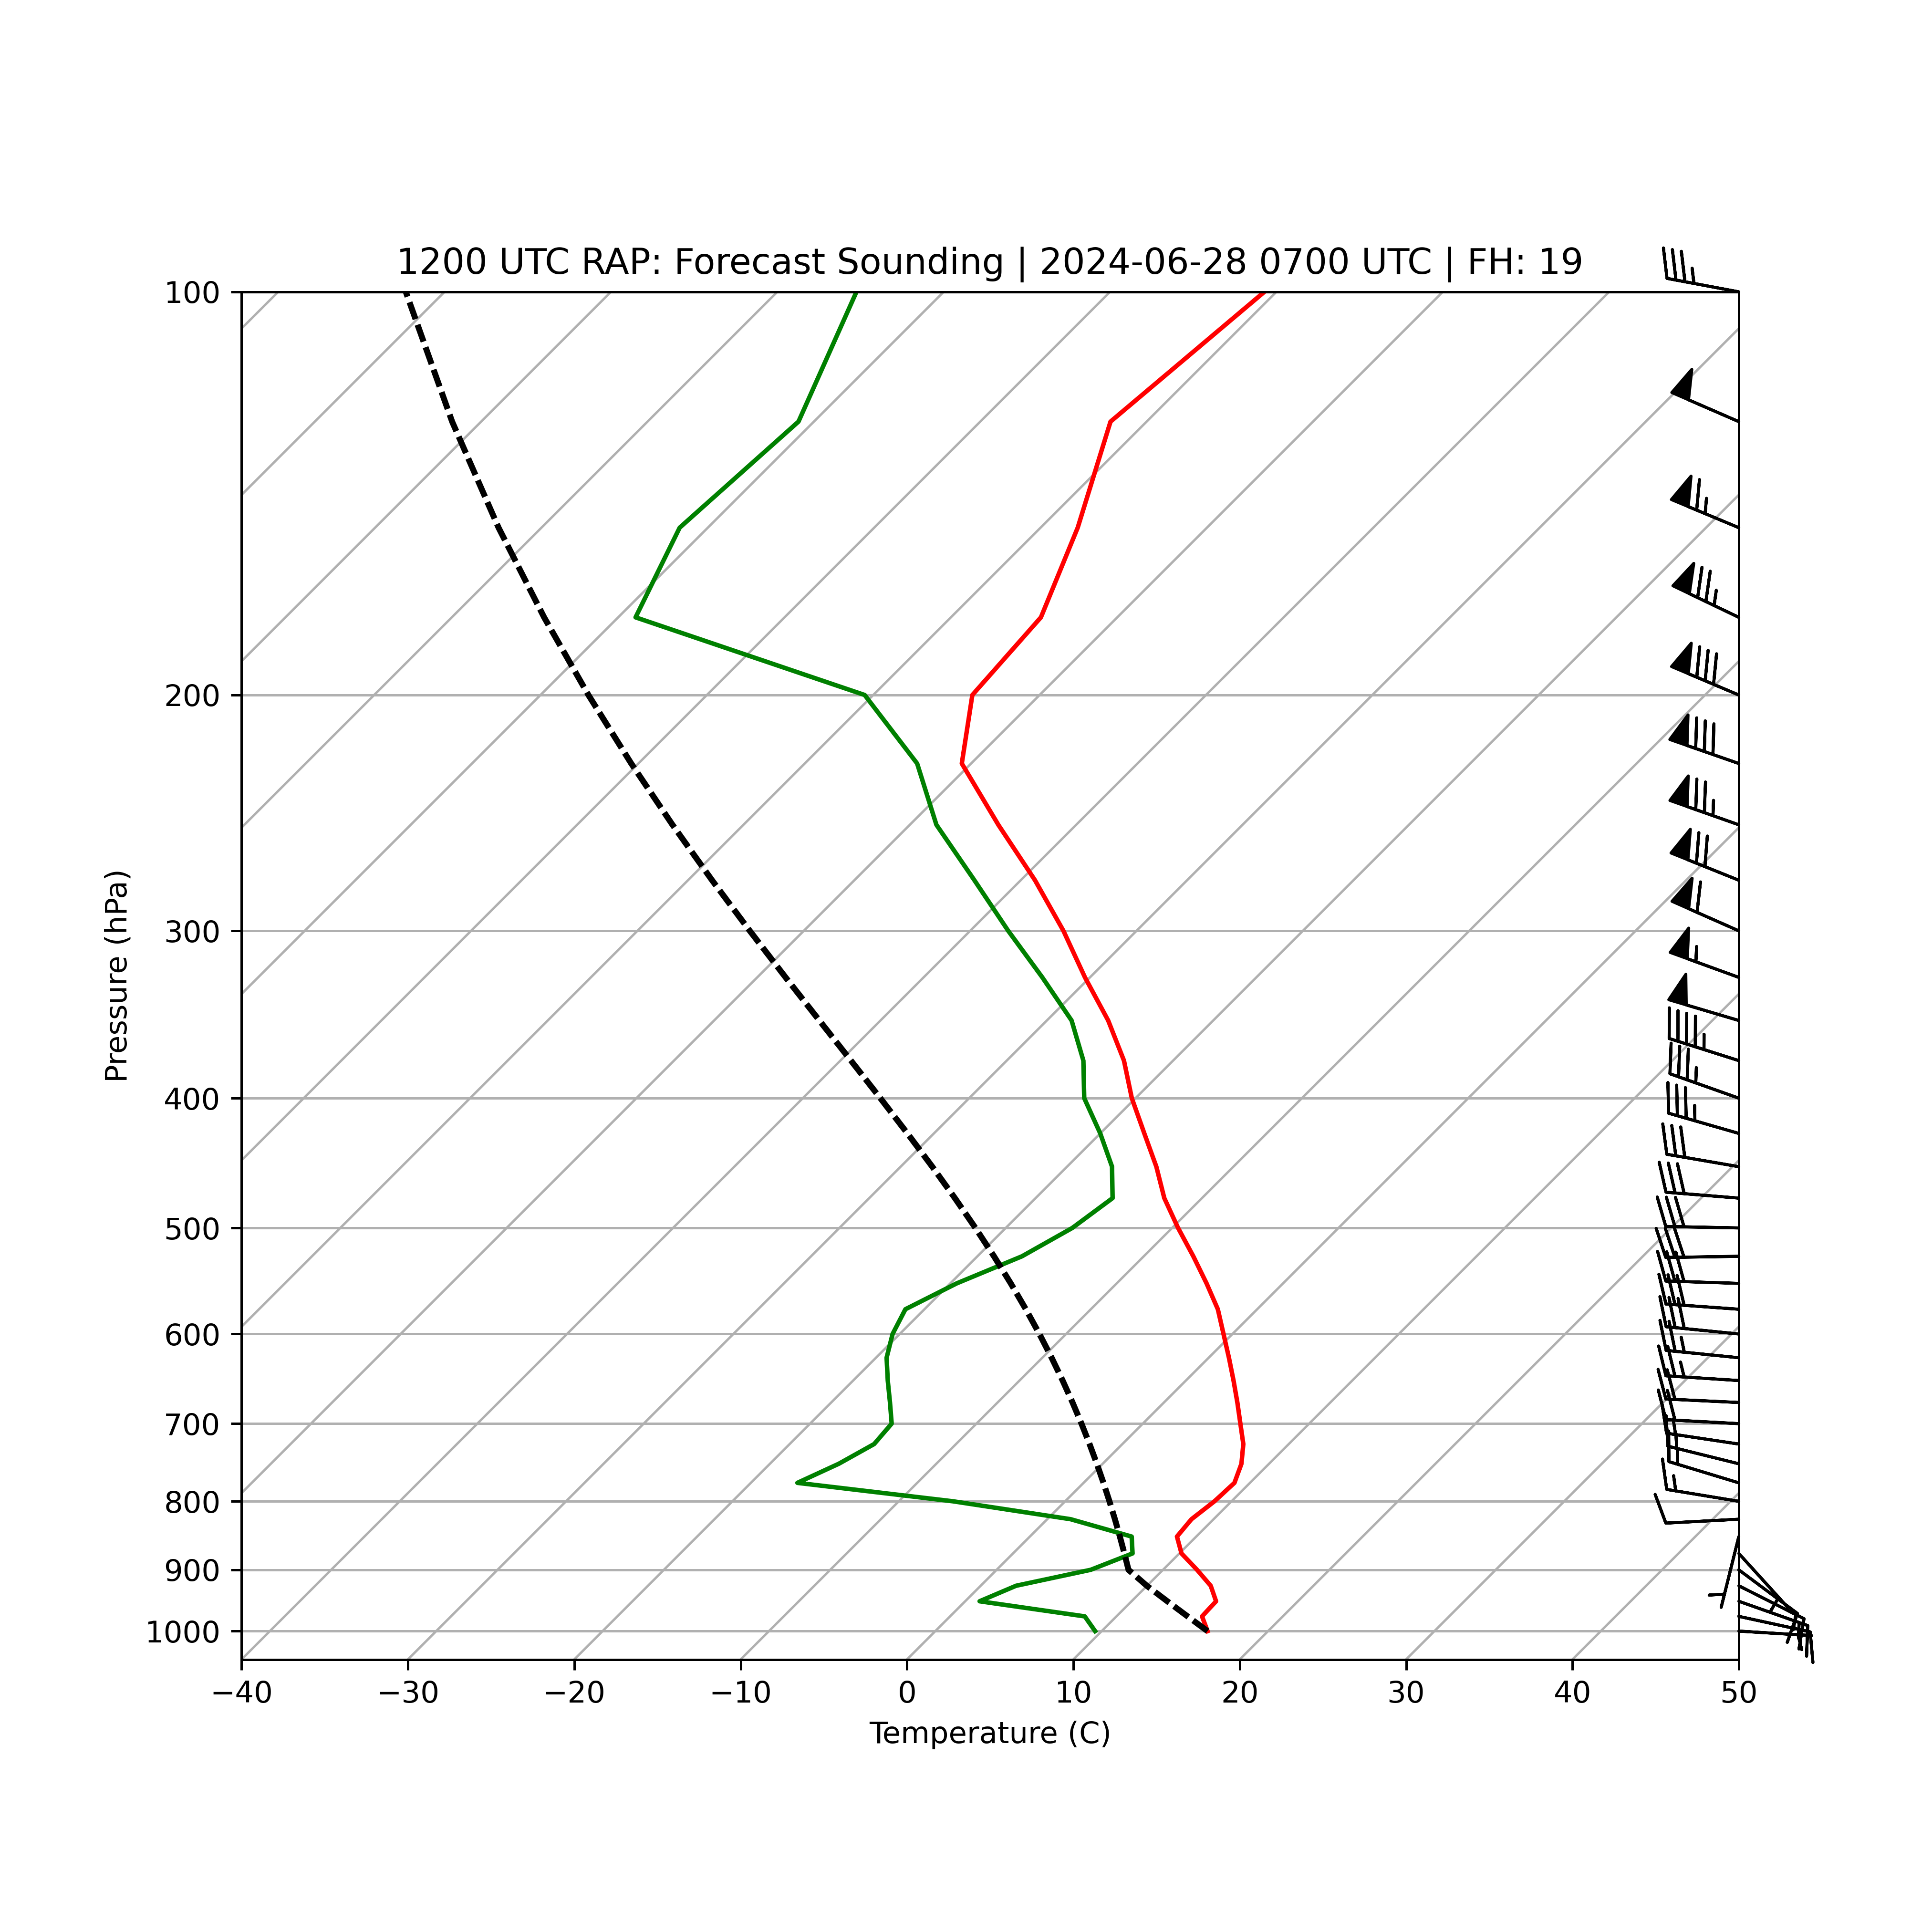 1200 UTC RAP: Forecast Sounding | 2024-06-28 0700 UTC | FH: 19
100
200
300
400
500
600
700
800
900
1000
Pressure (hPa)
−40 −30 −20 −10 0 10 20 30 40 50
Temperature (C)